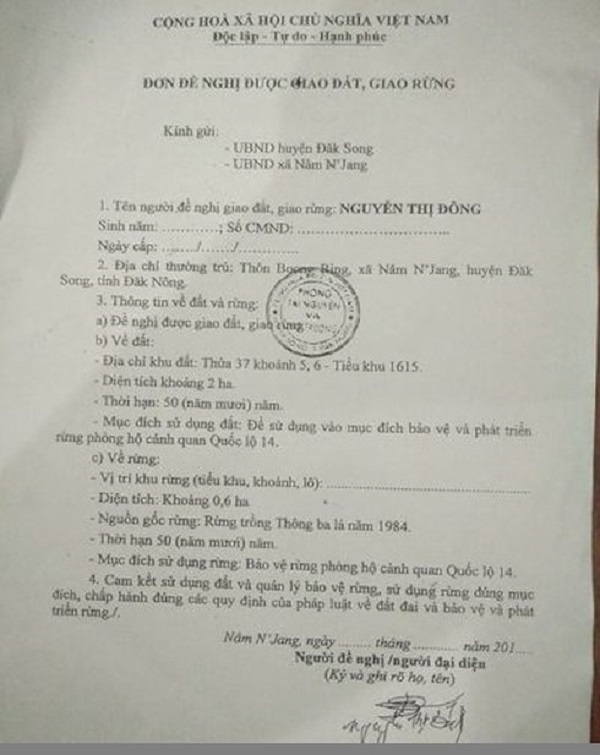 CỘNG HOÀ XÃ HỘI CHỦ NGHĨA VIỆT NAM
Độc lập - Tự do - Hạnh phúc
ĐƠN ĐỀ NGHỊ ĐƯỢC GIAO ĐẤT, GIAO RỪNG
Kính gửi:
- UBND huyện Đăk Song
- UBND xã Nâm N'Jang
1. Tên người đề nghị giao đất, giao rừng: NGUYỄN THỊ ĐÔNG
Sinh năm: ............; Số CMND: ................................
Ngày cấp: ......./......./..............
2. Địa chỉ thường trú: Thôn Boong Ring, xã Nâm N'Jang, huyện Đăk
Song, tỉnh Đăk Nông.
3. Thông tin về đất và rừng:
a) Đề nghị được giao đất, giao rừng
PHÒNG
TÀI NGUYÊN
VÀ
b) Về đất:
- Địa chỉ khu đất: Thửa 37 khoảnh 5, 6 - Tiểu khu 1615.
- Diện tích khoảng 2 ha.
- Thời hạn: 50 (năm mươi) năm.
- Mục đích sử dụng đất: Để sử dụng vào mục đích bảo vệ và phát triển
rừng phòng hộ cảnh quan Quốc lộ 14.
c) Về rừng:
- Vị trí khu rừng (tiểu khu, khoảnh, lô): ............................................
- Diện tích: Khoảng 0,6 ha
- Nguồn gốc rừng: Rừng trồng Thông ba lá năm 1984.
- Thời hạn 50 (năm mươi) năm.
- Mục đích sử dụng rừng: Bảo vệ rừng phòng hộ cảnh quan Quốc lộ 14.
4. Cam kết sử dụng đất và quản lý bảo vệ rừng, sử dụng rừng đúng mục
đích, chấp hành đúng các quy định của pháp luật về đất đai và bảo vệ và phát
triển rừng./.
Nâm N'Jang, ngày ........ tháng ........... năm 201....
Người đề nghị /người đại diện
(Ký và ghi rõ họ, tên)